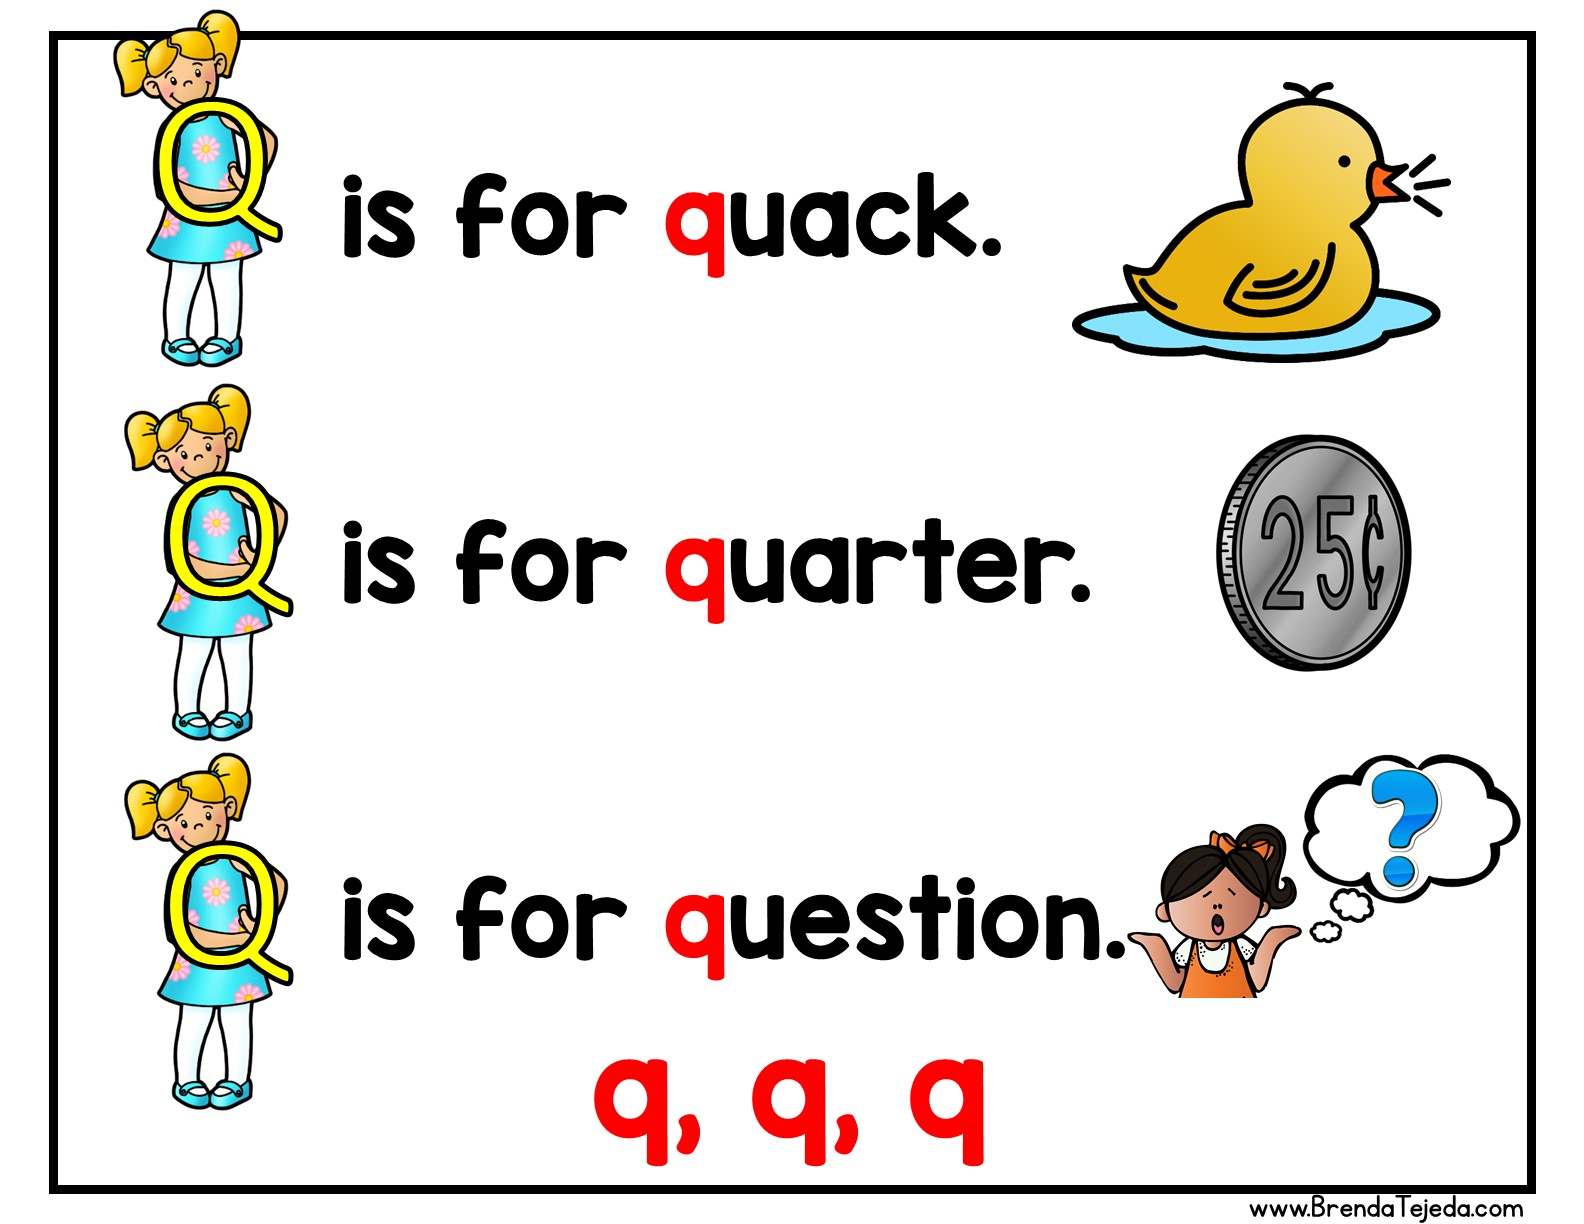 Q is for quack.
Q is for quarter.
25¢
Q is for question.
?
q, q, q
www.BrendaTejeda.com